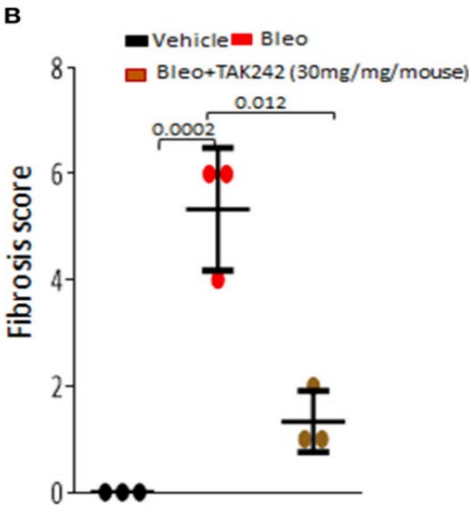 B
Vehicle Bleo
Bleo+TAK242 (30mg/mg/mouse)
0.012
0.0002
8
6
4
2
0
Fibrosis score